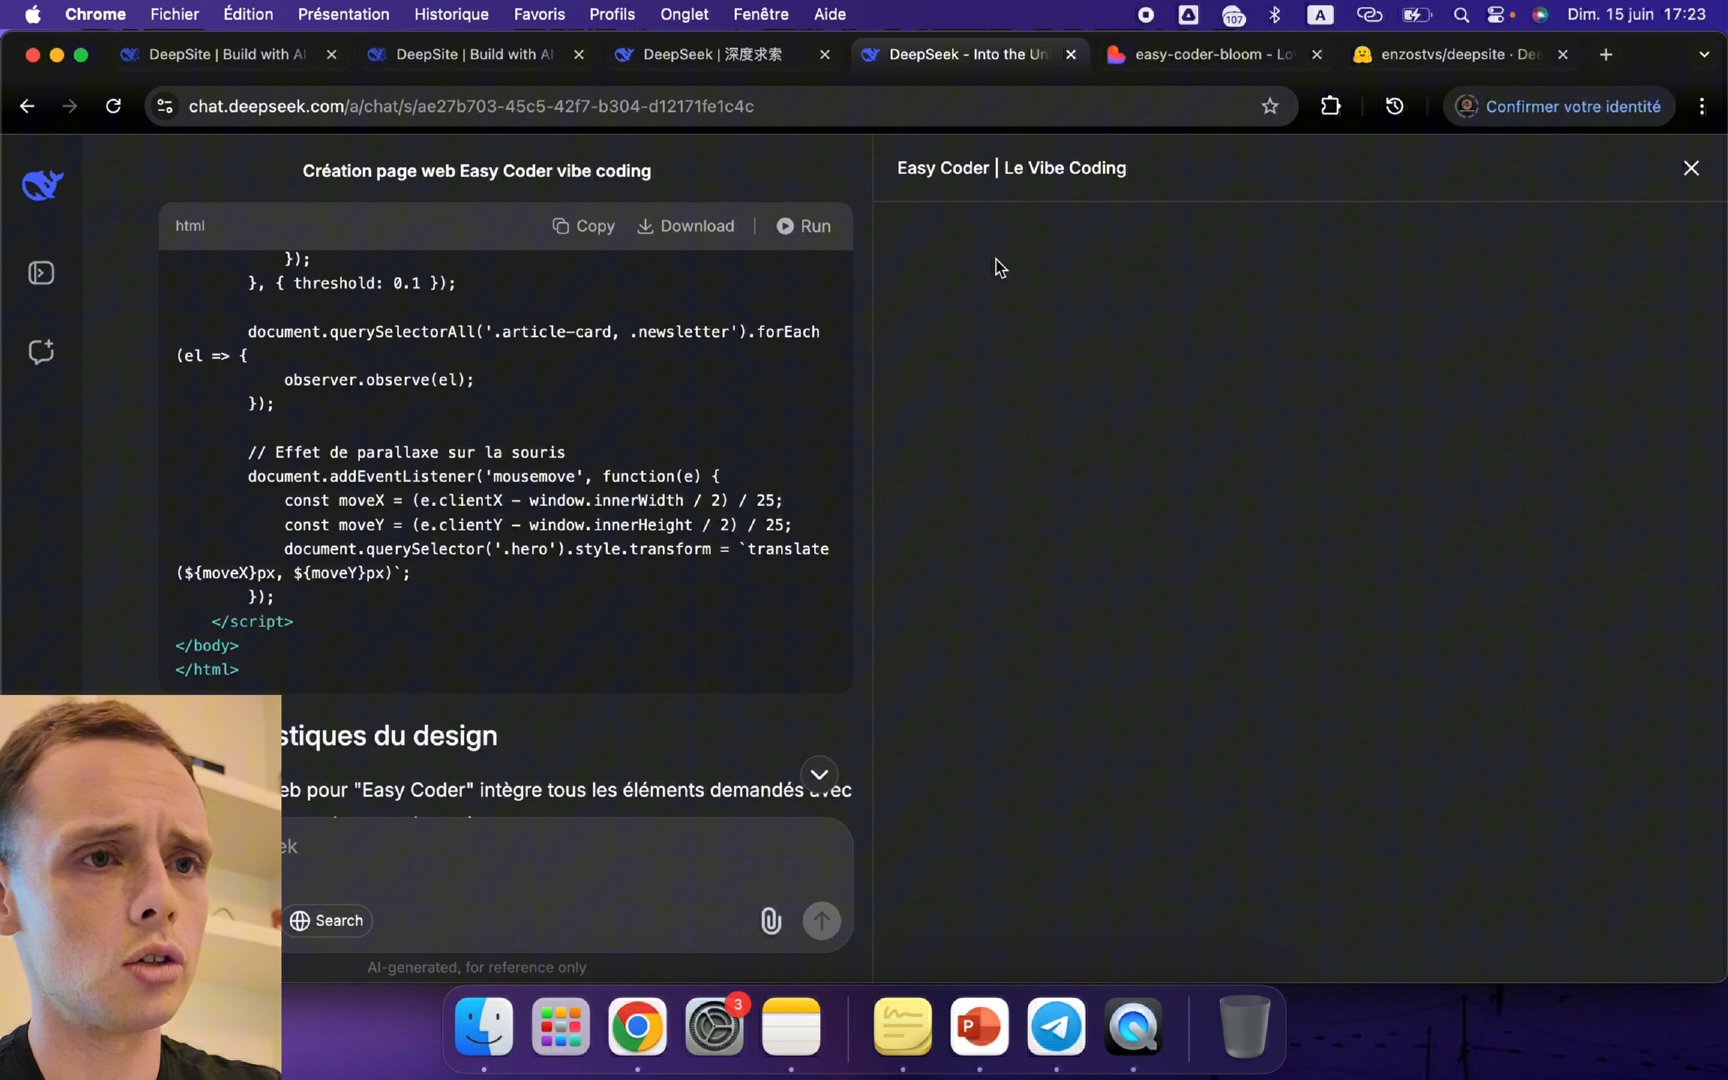 Chrome Fichier Édition Présentation Historique Favoris Profils Onglet Fenêtre Aide 107 A Dim. 15 juin 17:23
DeepSite | Build with AI DeepSite | Build with AI DeepSeek | 深度求索 DeepSeek - Into the Un easy-coder-bloom - Lo enzostvs/deepsite · Dee
chat.deepseek.com/a/chat/s/ae27b703-45c5-42f7-b304-d12171fe1c4c Confirmer votre identité
Création page web Easy Coder vibe coding
Easy Coder | Le Vibe Coding
html Copy Download Run
});
}, { threshold: 0.1 });
document.querySelectorAll('.article-card, .newsletter').forEach
(el => {
observer.observe(el);
});
// Effet de parallaxe sur la souris
document.addEventListener('mousemove', function(e) {
const moveX = (e.clientX - window.innerWidth / 2) / 25;
const moveY = (e.clientY - window.innerHeight / 2) / 25;
document.querySelector('.hero').style.transform = `translate
(${moveX}px, ${moveY}px)`;
});
</script>
</body>
</html>
stiques du design
eb pour "Easy Coder" intègre tous les éléments demandés avec
ek
Search
AI-generated, for reference only
3
P